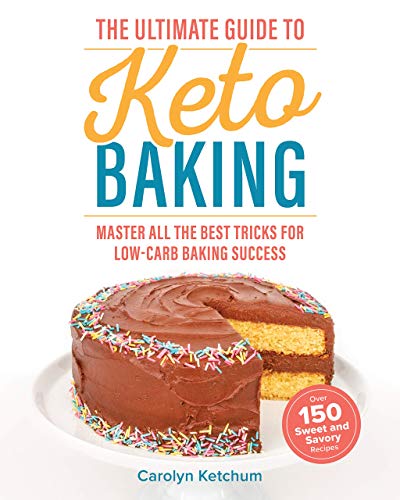 THE ULTIMATE GUIDE TO
Keto
BAKING
MASTER ALL THE BEST TRICKS FOR
LOW-CARB BAKING SUCCESS
Over
150
Sweet and
Savory
Recipes
Carolyn Ketchum